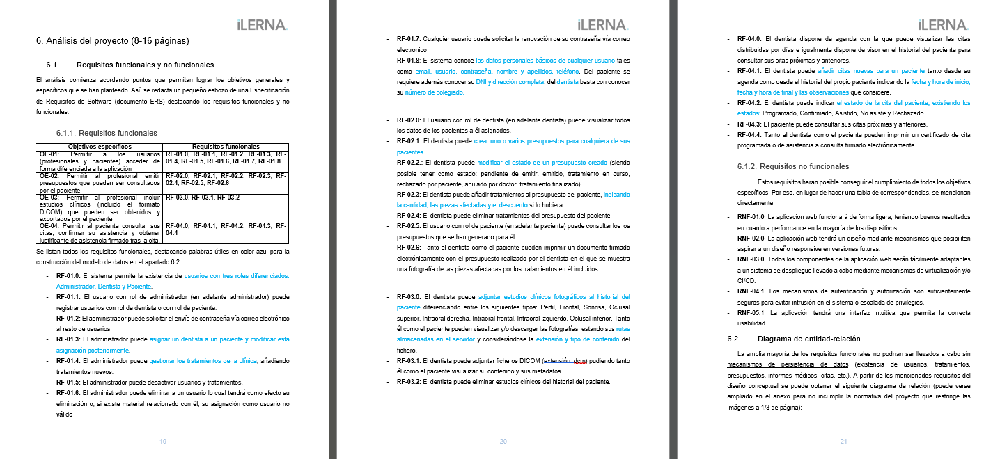 iLERNA.
6. Análisis del proyecto (8-16 páginas)
6.1. Requisitos funcionales y no funcionales
El análisis comienza acordando puntos que permitan lograr los objetivos generales y
específicos que se han planteado. Así, se redacta un pequeño esbozo de una Especificación
de Requisitos de Software (documento ERS) destacando los requisitos funcionales y no
funcionales.
6.1.1. Requisitos funcionales
Objetivos específicos Requisitos funcionales
OE-01: Permitir a los usuarios
(profesionales y pacientes) acceder de
forma diferenciada a la aplicación
RF-01.0, RF-01.1, RF-01.2, RF-01.3, RF-
01.4, RF-01.5, RF-01.6, RF-01.7, RF-01.8
OE-02: Permitir al profesional emitir
presupuestos que pueden ser consultados
por el paciente
RF-02.0, RF-02.1, RF-02.2, RF-02.3, RF-
02.4, RF-02.5, RF-02.6
OE-03: Permitir al profesional incluir
estudios clínicos (incluido el formato
DICOM) que pueden ser obtenidos y
exportados por el paciente
RF-03.0, RF-03.1, RF-03.2
OE-04: Permitir al paciente consultar sus
citas, confirmar su asistencia y obtener
justificante de asistencia firmado tras la cita.
RF-04.0, RF-04.1, RF-04.2, RF-04.3, RF-
04.4
Se listan todos los requisitos funcionales, destacando palabras útiles en color azul para la
construcción del modelo de datos en el apartado 6.2.
- RF-01.0: El sistema permite la existencia de usuarios con tres roles diferenciados:
Administrador, Dentista y Paciente.
- RF-01.1: El usuario con rol de administrador (en adelante administrador) puede
registrar usuarios con rol de dentista o con rol de paciente.
- RF-01.2: El administrador puede solicitar el envío de contraseña vía correo electrónico
al resto de usuarios.
- RF-01.3: El administrador puede asignar un dentista a un paciente y modificar esta
asignación posteriormente.
- RF-01.4: El administrador puede gestionar los tratamientos de la clínica, añadiendo
tratamientos nuevos.
- RF-01.5: El administrador puede desactivar usuarios y tratamientos.
- RF-01.6: El administrador puede eliminar a un usuario lo cual tendrá como efecto su
eliminación o, si existe material relacionado con él, su asignación como usuario no
válido
19
iLERNA.
- RF-01.7: Cualquier usuario puede solicitar la renovación de su contraseña vía correo
electrónico
- RF-01.8: El sistema conoce los datos personales básicos de cualquier usuario tales
como email, usuario, contraseña, nombre y apellidos, teléfono. Del paciente se
requiere además conocer su DNI y dirección completa; del dentista basta con conocer
su número de colegiado.
- RF-02.0: El usuario con rol de dentista (en adelante dentista) puede visualizar todos
los datos de los pacientes a él asignados.
- RF-02.1: El dentista puede crear uno o varios presupuestos para cualquiera de sus
pacientes
- RF-02.2.: El dentista puede modificar el estado de un presupuesto creado (siendo
posible tener como estado: pendiente de emitir, emitido, tratamiento en curso,
rechazado por paciente, anulado por doctor, tratamiento finalizado)
- RF-02.3: El dentista puede añadir tratamientos al presupuesto del paciente, indicando
la cantidad, las piezas afectadas y el descuento si lo hubiera
- RF-02.4: El dentista puede eliminar tratamientos del presupuesto del paciente
- RF-02.5: El usuario con rol de paciente (en adelante paciente) puede consultar los los
presupuestos que se han generado para él.
- RF-02.6: Tanto el dentista como el paciente pueden imprimir un documento firmado
electrónicamente con el presupuesto realizado por el dentista en el que se muestra
una fotografía de las piezas afectadas por los tratamientos en él incluidos.
- RF-03.0: El dentista puede adjuntar estudios clínicos fotográficos al historial del
paciente diferenciando entre los siguientes tipos: Perfil, Frontal, Sonrisa, Oclusal
superior, Intraoral derecha, Intraoral frontal, Intraoral izquierdo, Oclusal inferior. Tanto
él como el paciente pueden visualizar y/o descargar las fotografías, estando sus rutas
almacenadas en el servidor y considerándose la extensión y tipo de contenido del
fichero.
- RF-03.1: El dentista puede adjuntar ficheros DICOM (extensión .dcm) pudiendo tanto
él como el paciente visualizar su contenido y sus metadatos.
- RF-03.2: El dentista puede eliminar estudios clínicos del historial del paciente.
20
iLERNA.
- RF-04.0: El dentista dispone de agenda con la que puede visualizar las citas
distribuidas por días e igualmente dispone de visor en el historial del paciente para
consultar sus citas próximas y anteriores.
- RF-04.1: El dentista puede añadir citas nuevas para un paciente tanto desde su
agenda como desde el historial del propio paciente indicando la fecha y hora de inicio,
fecha y hora de final y las observaciones que considere.
- RF-04.2: El dentista puede indicar el estado de la cita del paciente, existiendo los
estados: Programado, Confirmado, Asistido, No asiste y Rechazado.
- RF-04.3: El paciente puede consultar sus citas próximas y anteriores.
- RF-04.4: Tanto el dentista como el paciente pueden imprimir un certificado de cita
programada o de asistencia a consulta firmado electrónicamente.
6.1.2. Requisitos no funcionales
Estos requisitos harán posible conseguir el cumplimiento de todos los objetivos
específicos. Por eso, en lugar de hacer una tabla de correspondencias, se mencionan
directamente:
- RNF-01.0: La aplicación web funcionará de forma ligera, teniendo buenos resultados
en cuanto a performance en la mayoría de los dispositivos.
- RNF-02.0: La aplicación web tendrá un diseño mediante mecanismos que posibiliten
aspirar a un diseño responsive en versiones futuras.
- RNF-03.0: Todos los componentes de la aplicación web serán fácilmente adaptables
a un sistema de despliegue llevado a cabo mediante mecanismos de virtualización y/o
CI/CD.
- RNF-04.1: Los mecanismos de autenticación y autorización son suficientemente
seguros para evitar intrusión en el sistema o escalada de privilegios.
- RNF-05.1: La aplicación tendrá una interfaz intuitiva que permita la correcta
usabilidad.
6.2. Diagrama de entidad-relación
La amplia mayoría de los requisitos funcionales no podrían ser llevados a cabo sin
mecanismos de persistencia de datos (existencia de usuarios, tratamientos,
presupuestos, informes médicos, citas, etc.). A partir de los mencionados requisitos del
diseño conceptual se puede obtener el siguiente diagrama de relación (puede verse
ampliado en el anexo para no incumplir la normativa del proyecto que restringe las
imágenes a 1/3 de página):
21